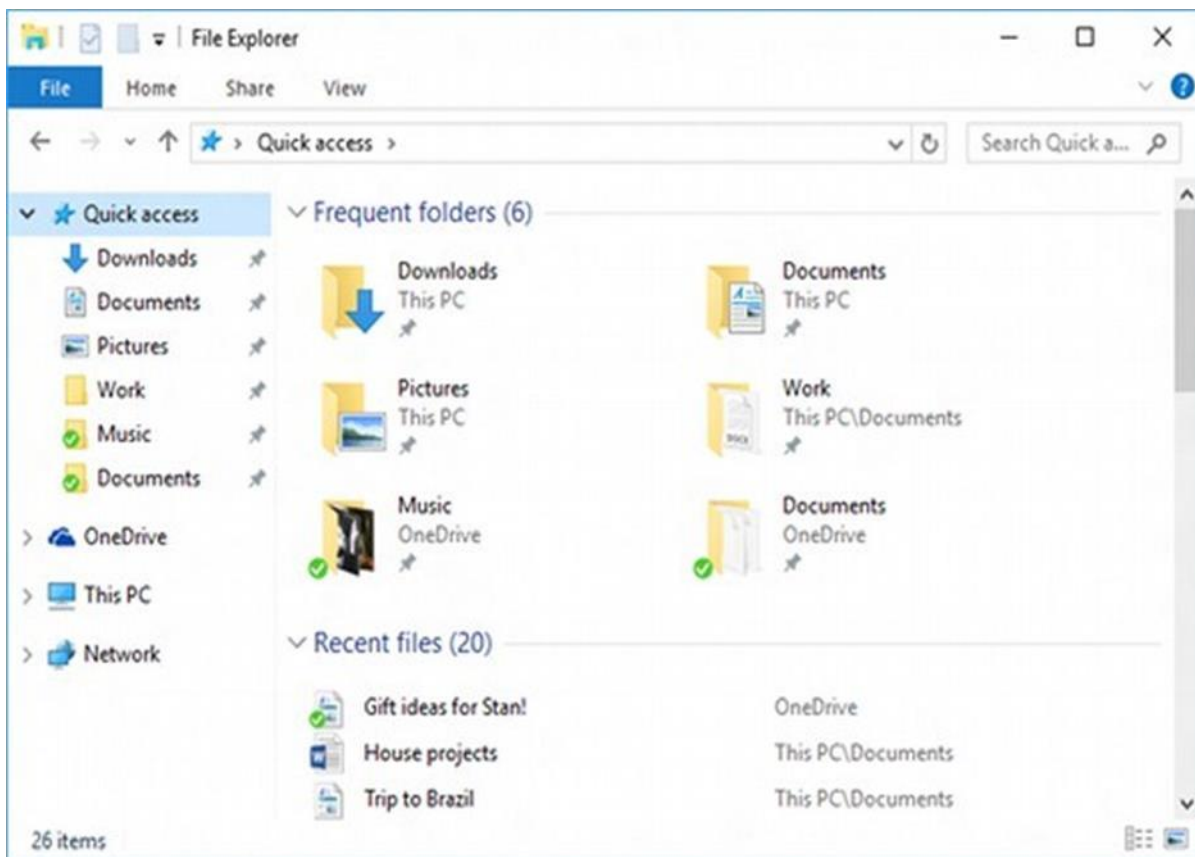 File Explorer
File Home Share View
Quick access
Search Quick a...
Quick access
Downloads
Documents
Pictures
Work
Music
Documents
OneDrive
This PC
Network
Frequent folders (6)
Downloads
This PC
Documents
This PC
Pictures
This PC
Work
This PC\Documents
Music
OneDrive
Documents
OneDrive
Recent files (20)
Gift ideas for Stan! OneDrive
House projects This PC\Documents
Trip to Brazil This PC\Documents
26 items